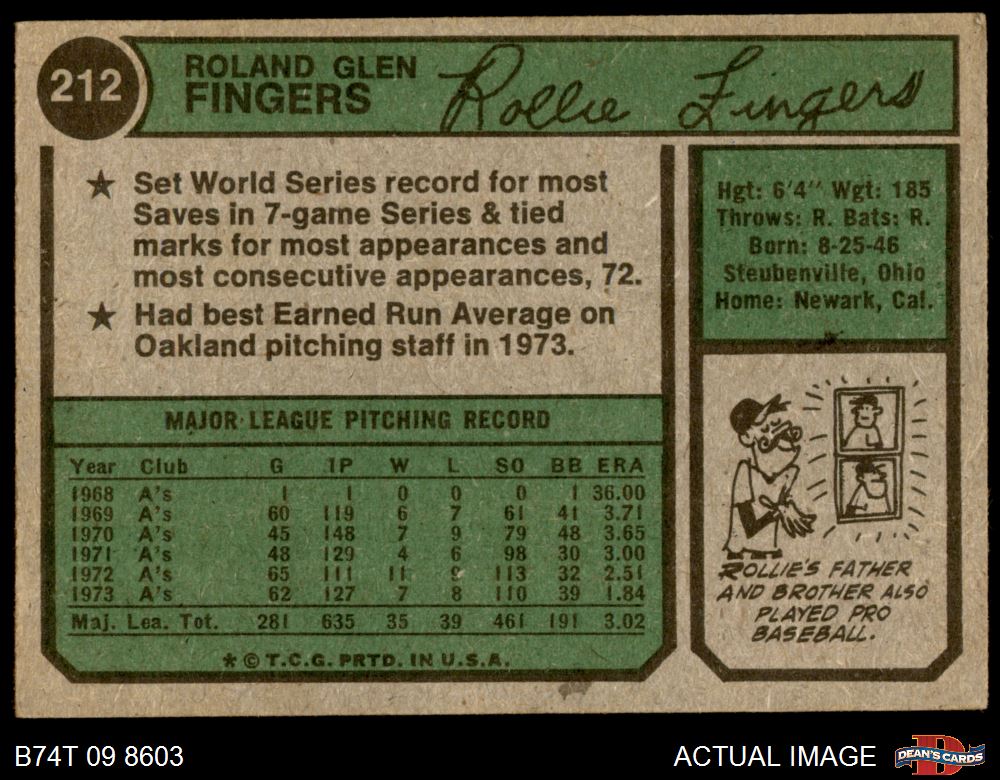 212
ROLAND GLEN
FINGERS
Rollie Fingers
★ Set World Series record for most
Saves in 7-game Series & tied
marks for most appearances and
most consecutive appearances, 72.
★ Had best Earned Run Average on
Oakland pitching staff in 1973.
Hgt: 6'4" Wgt: 185
Throws: R. Bats: R.
Born: 8-25-46
Steubenville, Ohio
Home: Newark, Cal.
MAJOR LEAGUE PITCHING RECORD
Year Club G IP W L SO BB ERA
1968 A's 1 1 0 0 0 1 36.00
1969 A's 60 119 6 7 61 41 3.71
1970 A's 45 148 7 9 79 48 3.65
1971 A's 48 129 4 6 98 30 3.00
1972 A's 65 111 11 9 113 32 2.51
1973 A's 62 127 7 8 110 39 1.84
Maj. Lea. Tot. 281 635 35 39 461 191 3.02
* © T.C.G. PRTD. IN U.S.A.
ROLLIE'S FATHER
AND BROTHER ALSO
PLAYED PRO
BASEBALL.
B74T 09 8603
ACTUAL IMAGE
D
DEAN'S CARDS